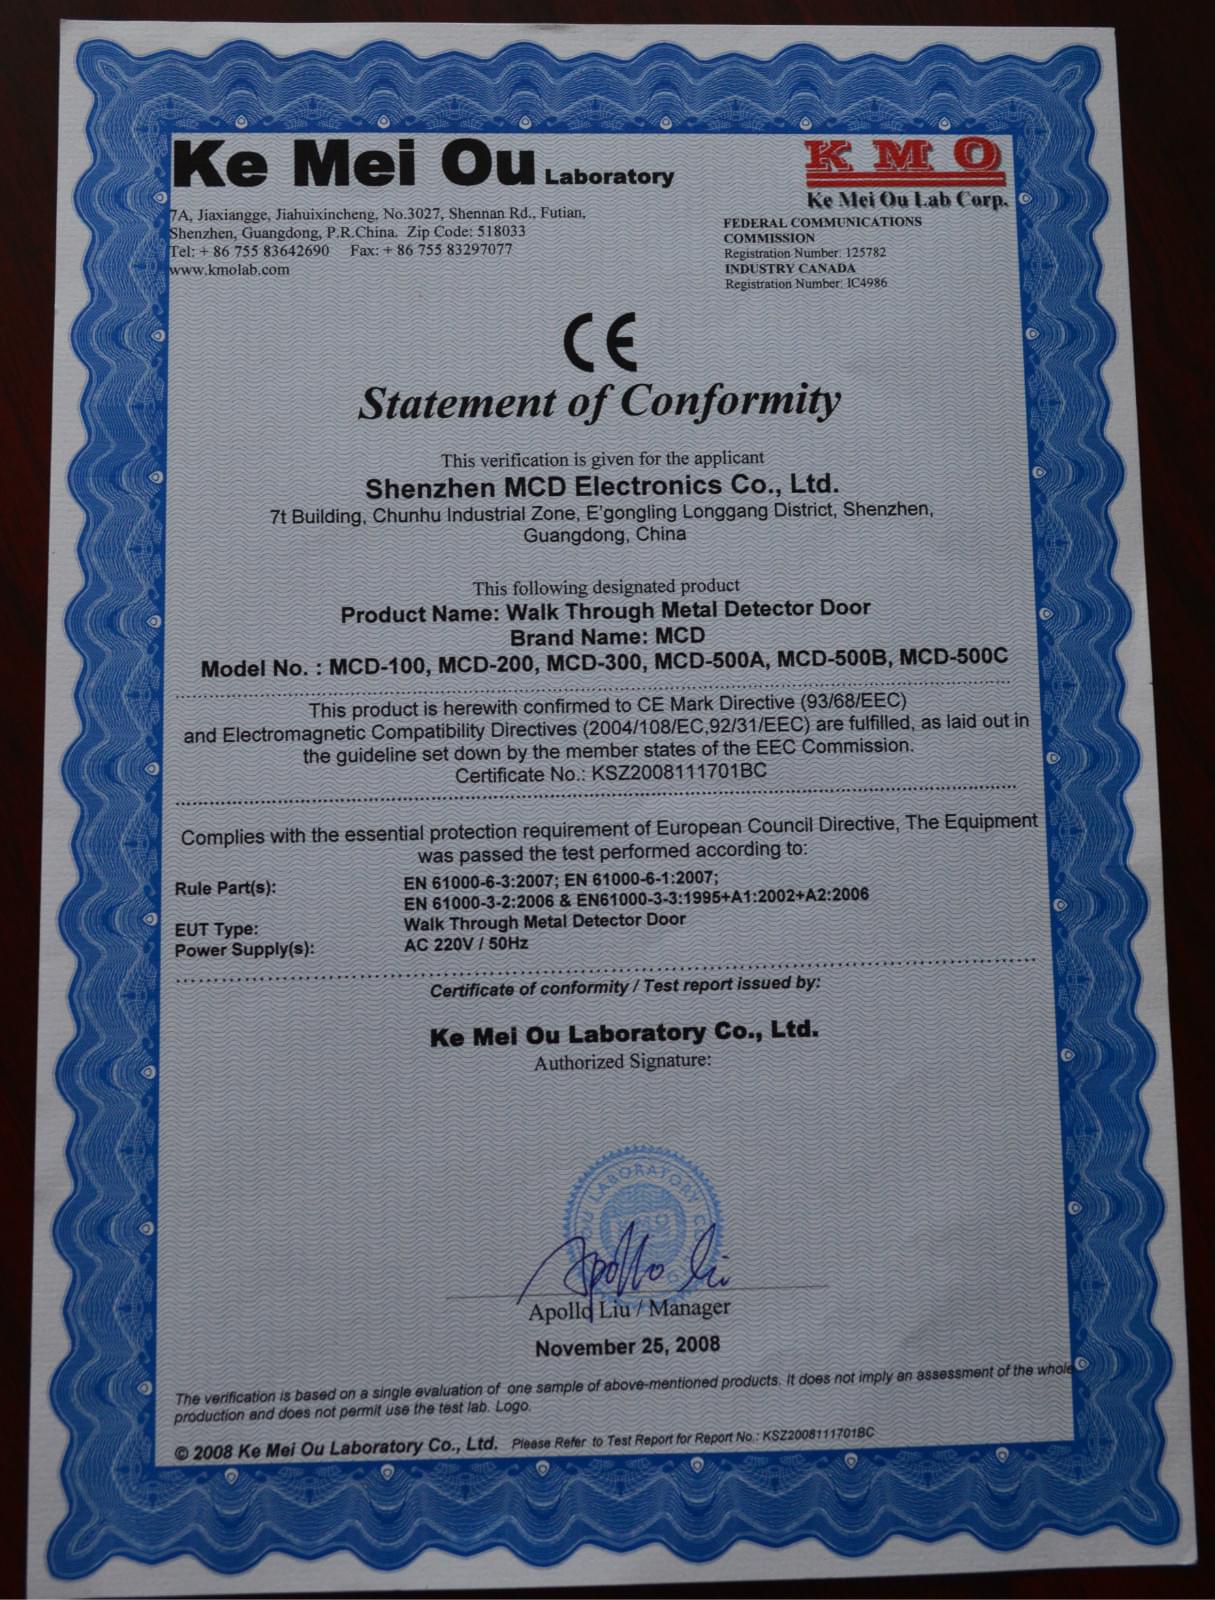 Ke Mei Ou Laboratory
7A, Jiaxiangge, Jiahuixincheng, No.3027, Shennan Rd., Futian,
Shenzhen, Guangdong, P.R.China. Zip Code: 518033
Tel: + 86 755 83642690 Fax: + 86 755 83297077
www.kmolab.com
KMO
Ke Mei Ou Lab Corp.
FEDERAL COMMUNICATIONS
COMMISSION
Registration Number: 125782
INDUSTRY CANADA
Registration Number: IC4986
CE
Statement of Conformity
This verification is given for the applicant
Shenzhen MCD Electronics Co., Ltd.
7t Building, Chunhu Industrial Zone, E'gongling Longgang District, Shenzhen,
Guangdong, China
This following designated product
Product Name: Walk Through Metal Detector Door
Brand Name: MCD
Model No. : MCD-100, MCD-200, MCD-300, MCD-500A, MCD-500B, MCD-500C
This product is herewith confirmed to CE Mark Directive (93/68/EEC)
and Electromagnetic Compatibility Directives (2004/108/EC,92/31/EEC) are fulfilled, as laid out in
the guideline set down by the member states of the EEC Commission.
Certificate No.: KSZ2008111701BC
Complies with the essential protection requirement of European Council Directive, The Equipment
was passed the test performed according to:
Rule Part(s): EN 61000-6-3:2007; EN 61000-6-1:2007;
EN 61000-3-2:2006 & EN61000-3-3:1995+A1:2002+A2:2006
EUT Type: Walk Through Metal Detector Door
Power Supply(s): AC 220V / 50Hz
Certificate of conformity / Test report issued by:
Ke Mei Ou Laboratory Co., Ltd.
Authorized Signature:
OU LABORATORY
Apollo Liu
Apollo Liu / Manager
November 25, 2008
The verification is based on a single evaluation of one sample of above-mentioned products. It does not imply an assessment of the whole
production and does not permit use the test lab. Logo.
© 2008 Ke Mei Ou Laboratory Co., Ltd. Please Refer to Test Report for Report No.: KSZ2008111701BC